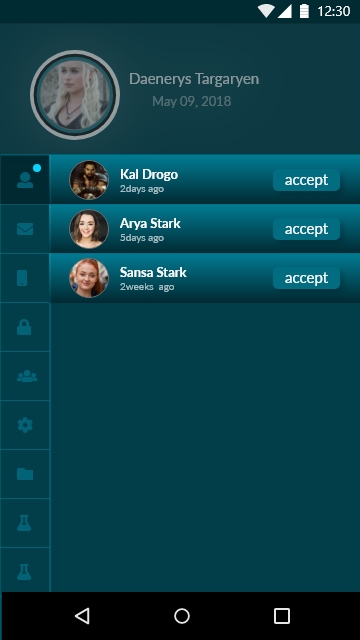 12:30
Daenerys Targaryen
May 09, 2018
Kal Drogo
2days ago
accept
Arya Stark
5days ago
accept
Sansa Stark
2weeks ago
accept